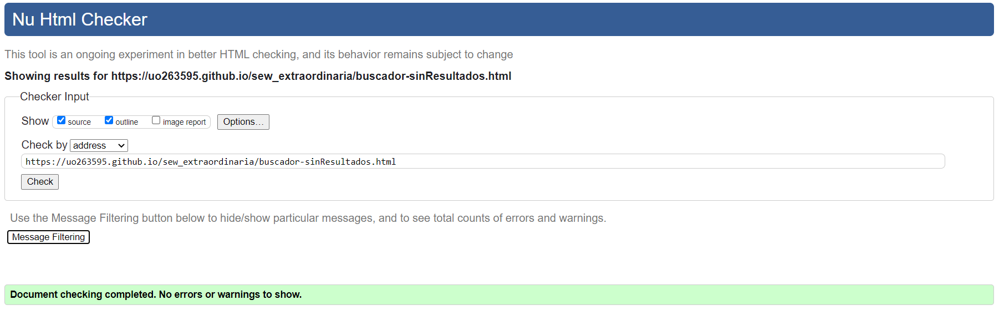 Nu Html Checker
This tool is an ongoing experiment in better HTML checking, and its behavior remains subject to change
Showing results for https://uo263595.github.io/sew_extraordinaria/buscador-sinResultados.html
Checker Input
Show source outline image report Options...
Check by address
https://uo263595.github.io/sew_extraordinaria/buscador-sinResultados.html
Check
Use the Message Filtering button below to hide/show particular messages, and to see total counts of errors and warnings.
Message Filtering
Document checking completed. No errors or warnings to show.